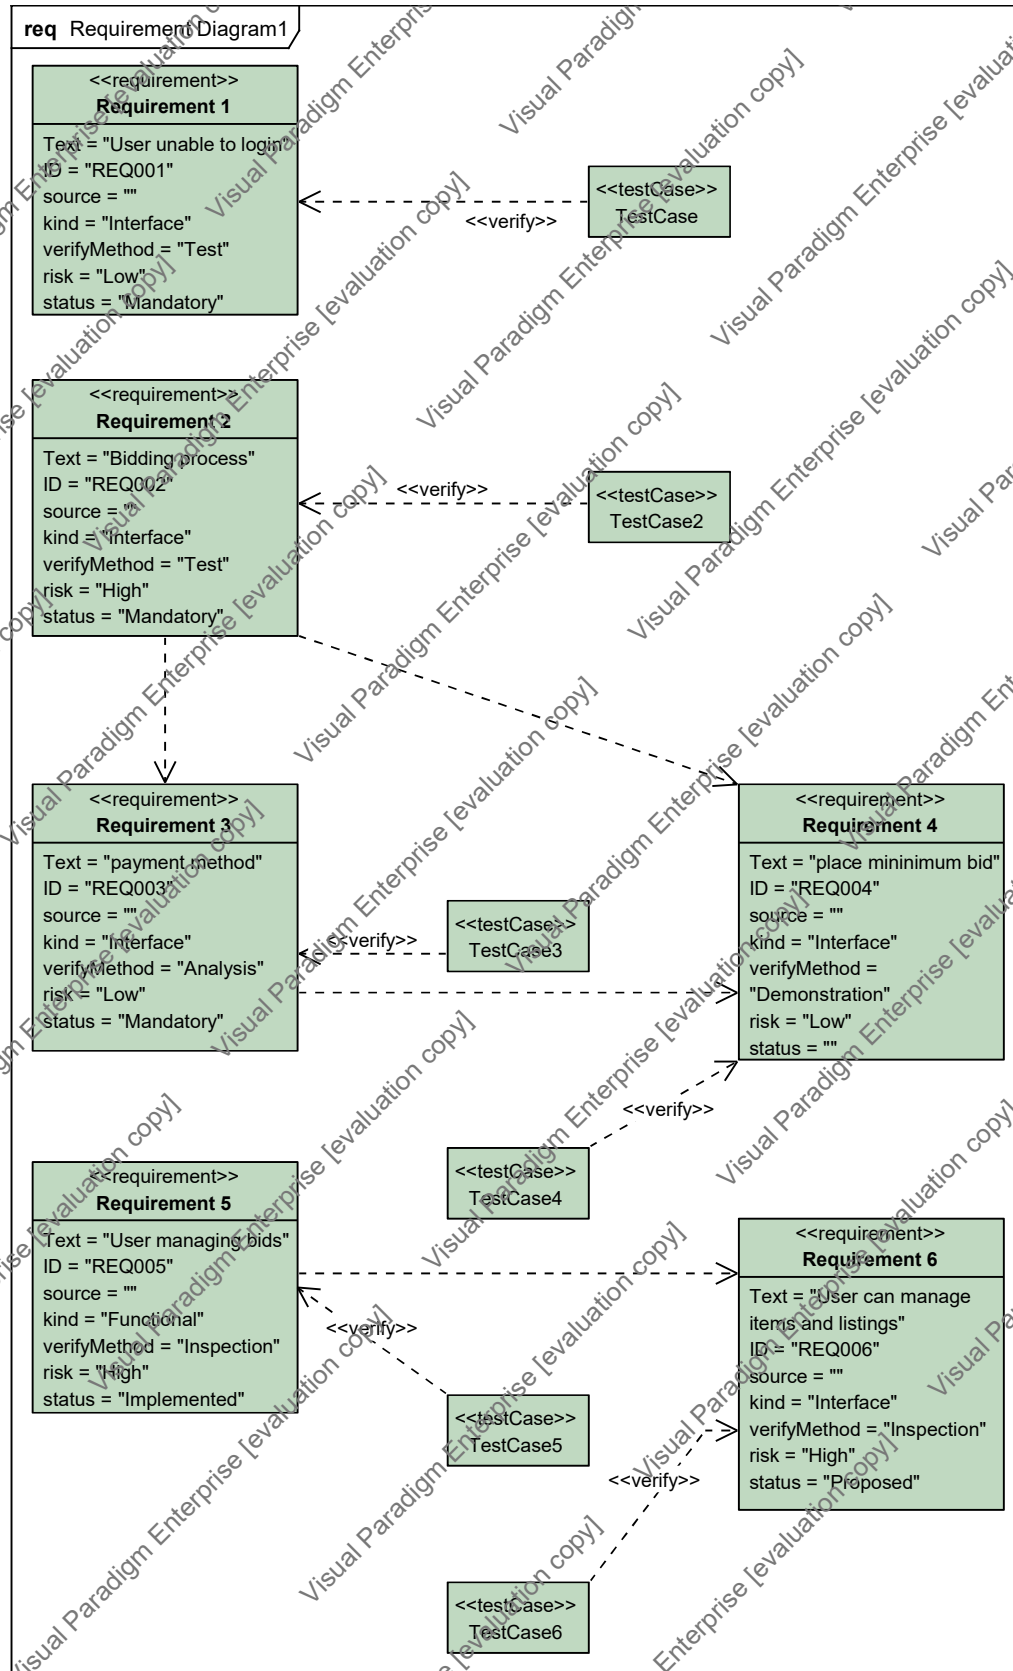 req Requirement Diagram1
<<requirement>>
Requirement 1
Text = "User unable to login"
ID = "REQ001"
source = ""
kind = "Interface"
verifyMethod = "Test"
risk = "Low"
status = "Mandatory"
<<testCase>>
TestCase
<<verify>>
<<requirement>>
Requirement 2
Text = "Bidding process"
ID = "REQ002"
source = ""
kind = "Interface"
verifyMethod = "Test"
risk = "High"
status = "Mandatory"
<<verify>>
<<testCase>>
TestCase2
<<requirement>>
Requirement 3
Text = "payment method"
ID = "REQ003"
source = ""
kind = "Interface"
verifyMethod = "Analysis"
risk = "Low"
status = "Mandatory"
<<verify>>
<<testCase>>
TestCase3
<<requirement>>
Requirement 4
Text = "place mininimum bid"
ID = "REQ004"
source = ""
kind = "Interface"
verifyMethod =
"Demonstration"
risk = "Low"
status = ""
<<verify>>
<<testCase>>
TestCase4
<<requirement>>
Requirement 5
Text = "User managing bids"
ID = "REQ005"
source = ""
kind = "Functional"
verifyMethod = "Inspection"
risk = "High"
status = "Implemented"
<<verify>>
<<testCase>>
TestCase5
<<requirement>>
Requirement 6
Text = "User can manage
items and listings"
ID = "REQ006"
source = ""
kind = "Interface"
verifyMethod = "Inspection"
risk = "High"
status = "Proposed"
<<verify>>
<<testCase>>
TestCase6
Visual Paradigm Enterprise [evaluation copy]